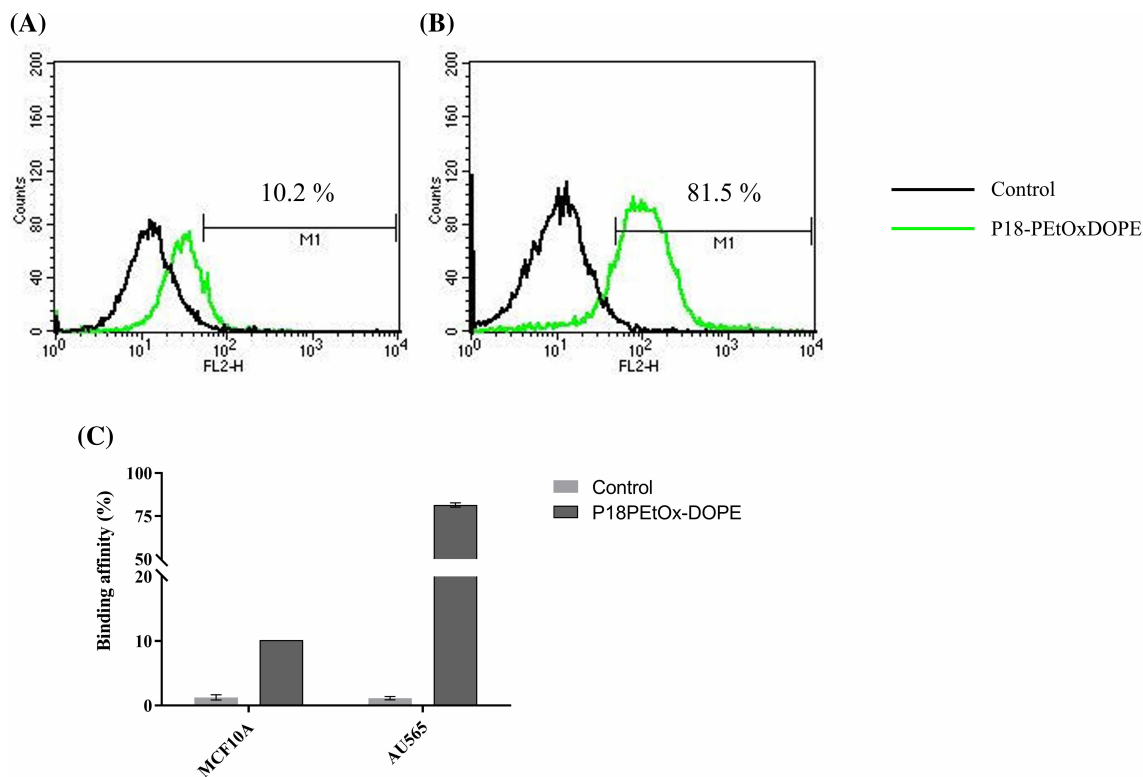 (A)
(B)
200
160
120
80
40
0
Counts
10.2 %
M1
10^0 10^1 10^2 10^3 10^4
FL2-H
200
160
120
80
40
0
Counts
81.5 %
M1
10^0 10^1 10^2 10^3 10^4
FL2-H
Control
P18-PEtOxDOPE
(C)
100
75
50
20
10
0
Binding affinity (%)
MCF10A
AU565
Control
P18PEtOx-DOPE